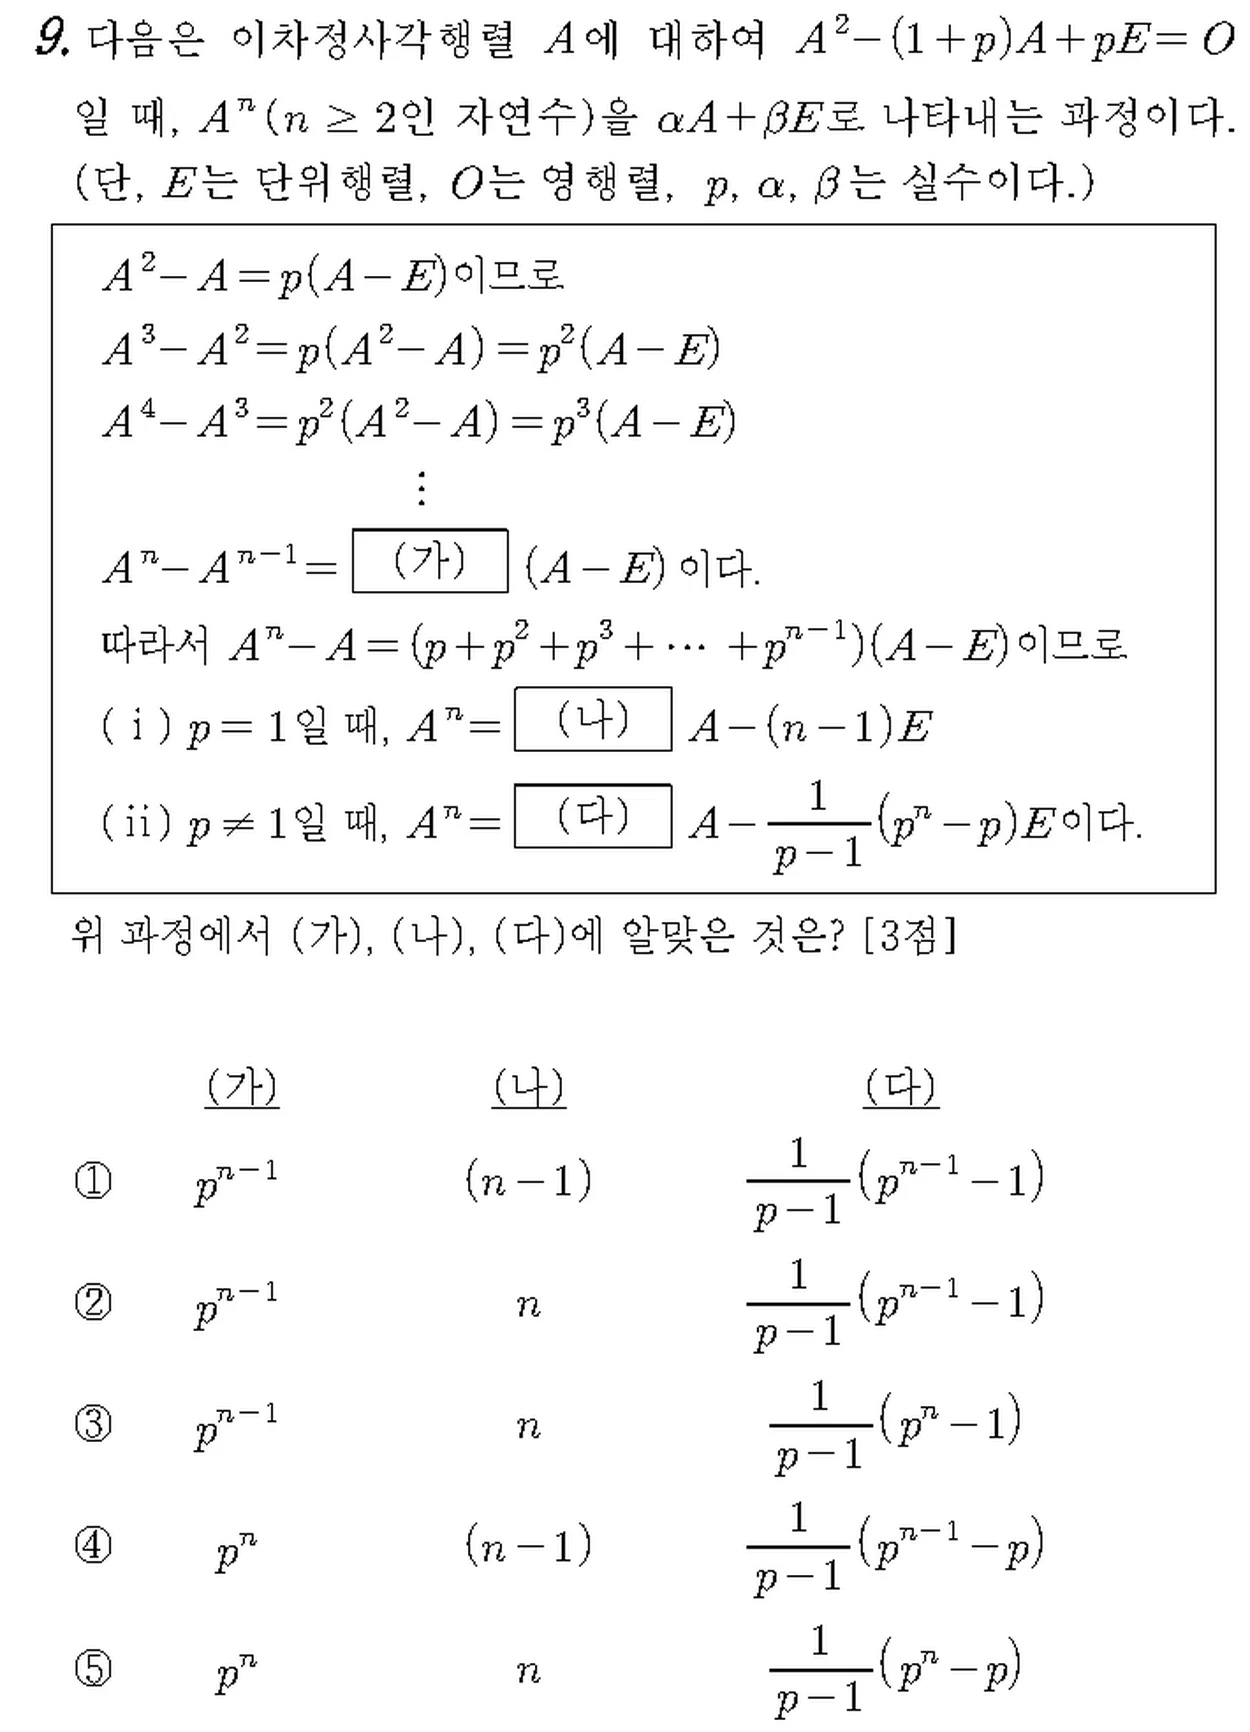 9. 다음은 이차정사각행렬 A에 대하여 A²−(1+p)A+pE=O
일 때, Aⁿ(n ≥ 2인 자연수)을 αA+βE로 나타내는 과정이다.
(단, E는 단위행렬, O는 영행렬, p, α, β는 실수이다.)
A²−A=p(A−E)이므로
A³−A²=p(A²−A)=p²(A−E)
A⁴−A³=p²(A²−A)=p³(A−E)
⋮
Aⁿ−Aⁿ⁻¹= (가) (A−E) 이다.
따라서 Aⁿ−A=(p+p²+p³+⋯+pⁿ⁻¹)(A−E)이므로
(ⅰ) p=1일 때, Aⁿ= (나) A−(n−1)E
(ⅱ) p≠1일 때, Aⁿ= (다) A−\frac{1}{p−1}(pⁿ−p)E이다.
위 과정에서 (가), (나), (다)에 알맞은 것은? [3점]
(가) (나) (다)
① pⁿ⁻¹ (n−1) \frac{1}{p−1}(pⁿ⁻¹−1)
② pⁿ⁻¹ n \frac{1}{p−1}(pⁿ⁻¹−1)
③ pⁿ⁻¹ n \frac{1}{p−1}(pⁿ−1)
④ pⁿ (n−1) \frac{1}{p−1}(pⁿ⁻¹−p)
⑤ pⁿ n \frac{1}{p−1}(pⁿ−p)